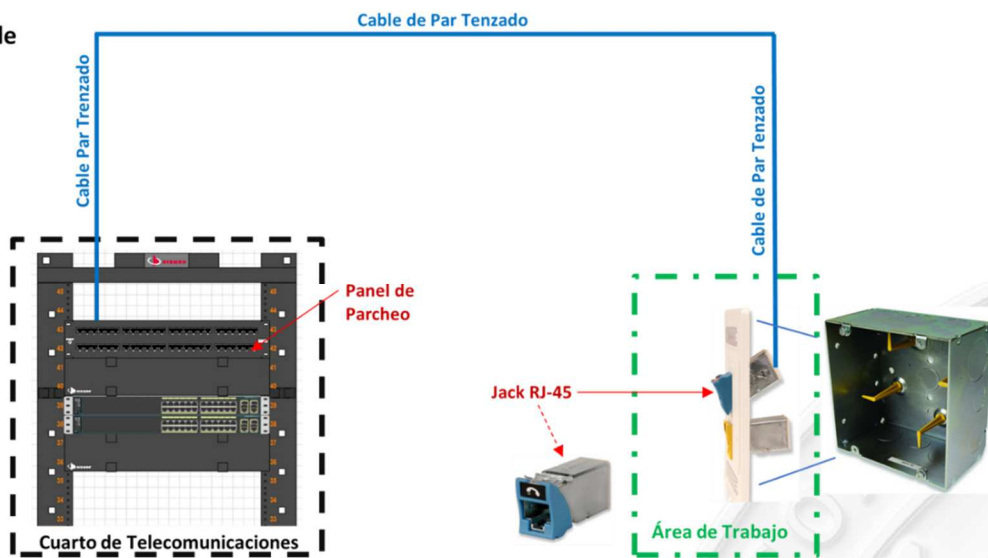 le
Cable de Par Tenzado
Cable Par Trenzado
Cable de Par Tenzado
Panel de
Parcheo
Jack RJ-45
Cuarto de Telecomunicaciones
Área de Trabajo